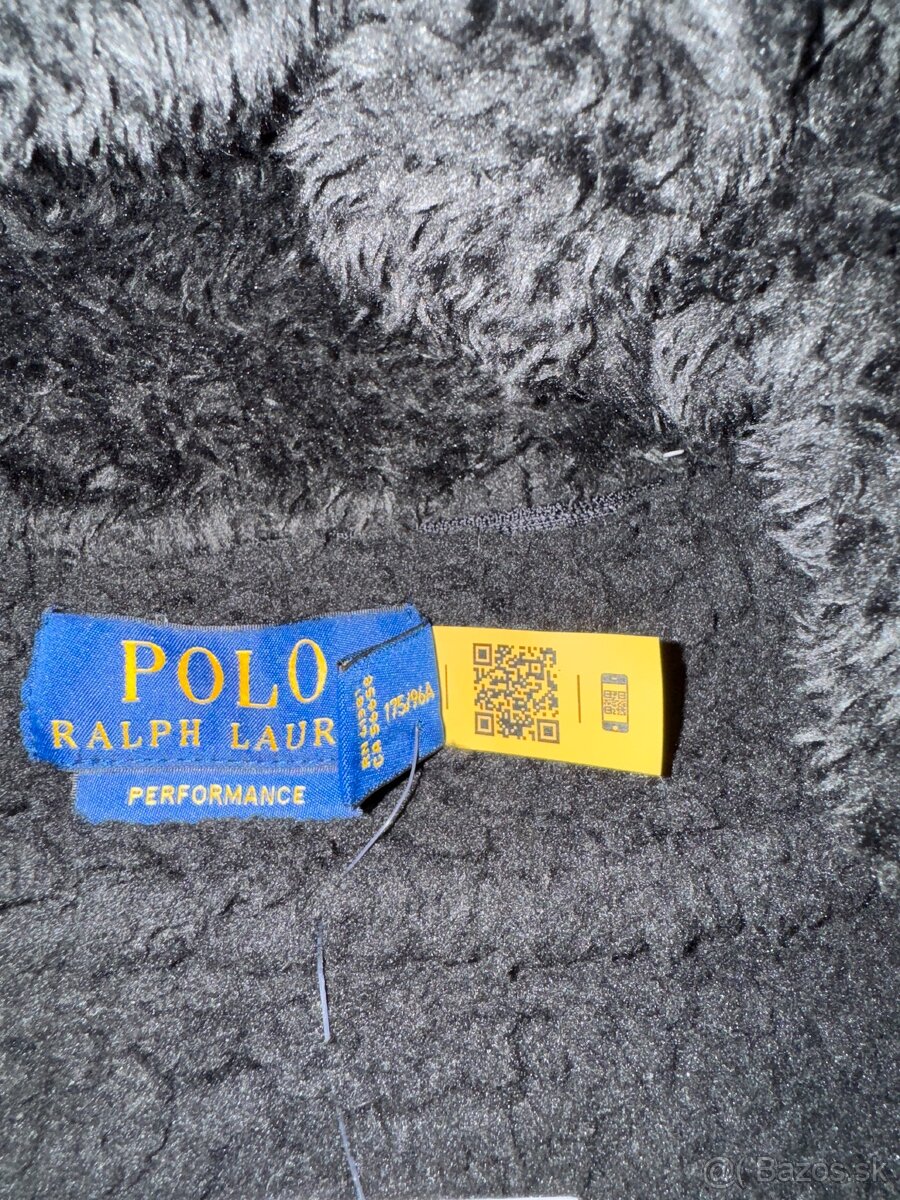 POLO
RALPH LAUR
PERFORMANCE
175/96A
@( Bazos.sk